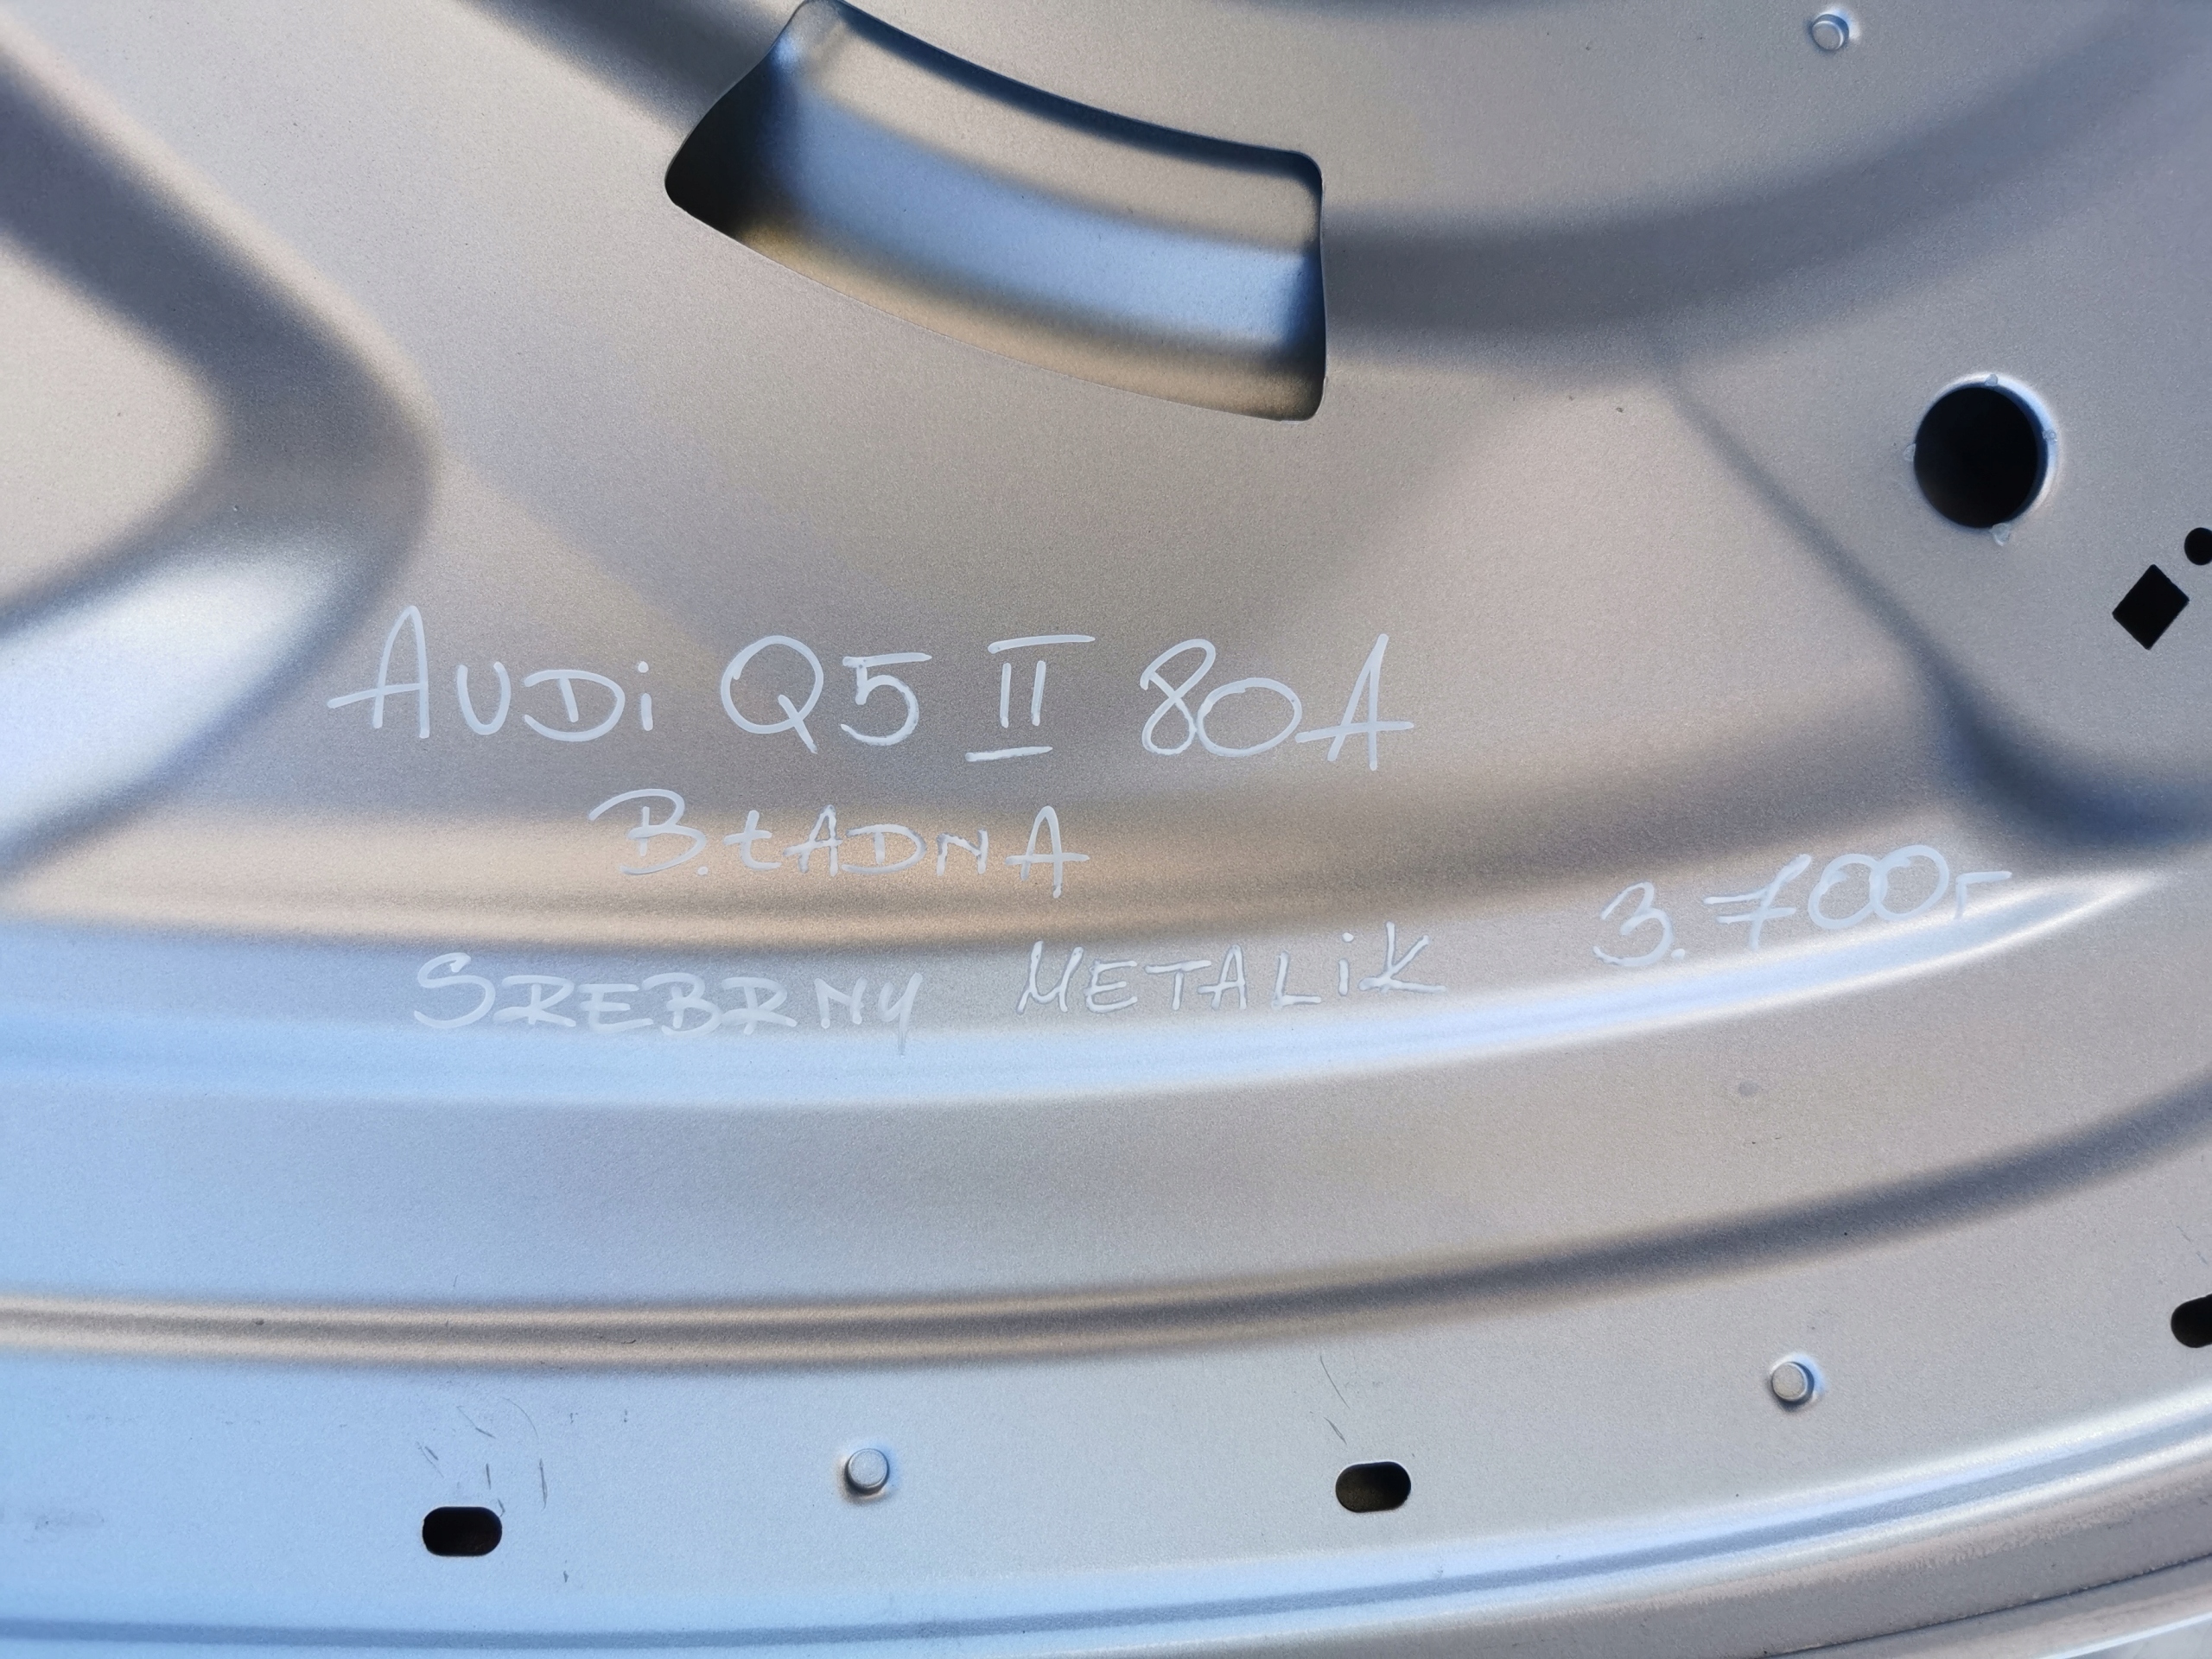 AUDi Q5 II 80A
B.ŁADNA
SREBRNY METALiK 3.700,-